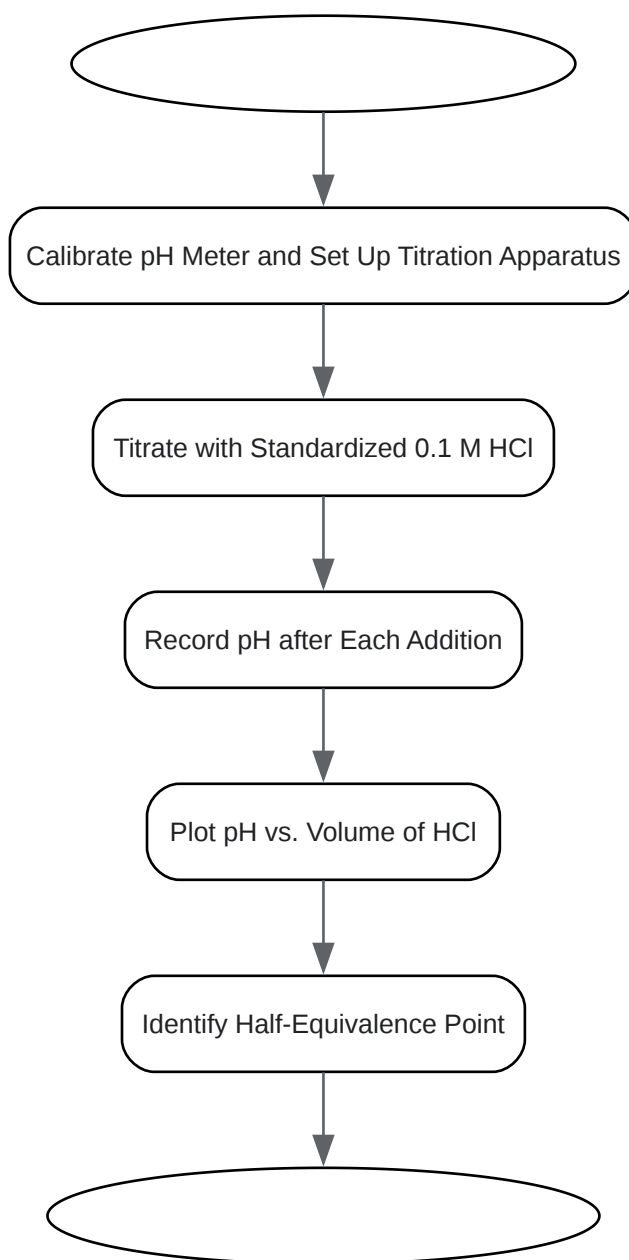 Calibrate pH Meter and Set Up Titration Apparatus
Titrate with Standardized 0.1 M HCl
Record pH after Each Addition
Plot pH vs. Volume of HCl
Identify Half-Equivalence Point